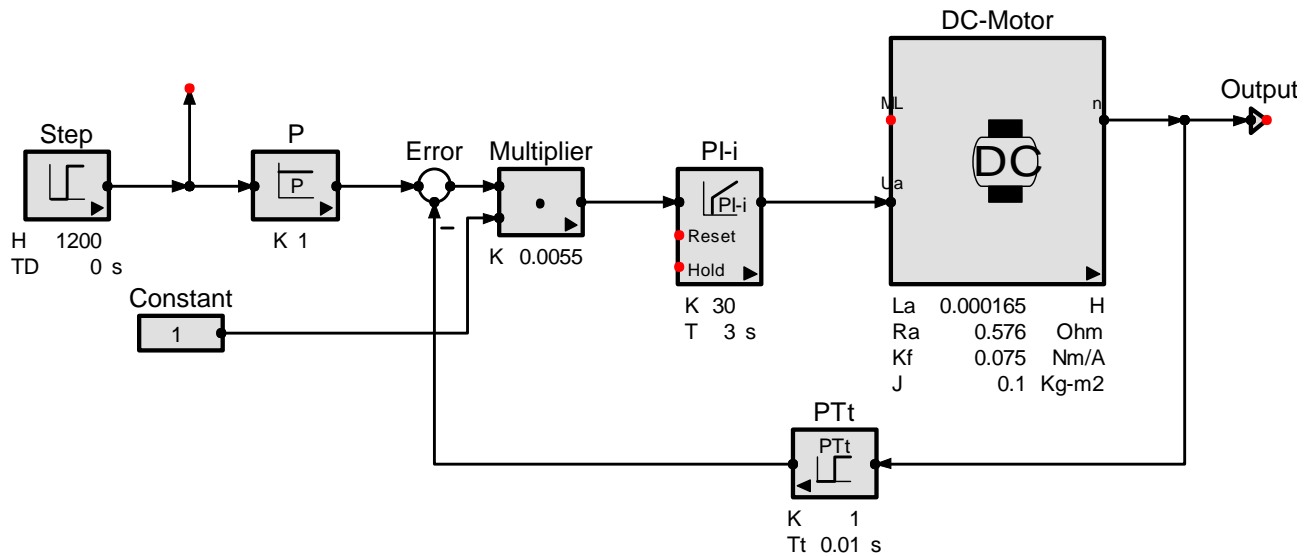 DC-Motor
Output
ML
n
Step
P
Error
Multiplier
PI-i
DC
P
PI-i
Ua
Reset
Hold
H 1200
TD 0 s
K 1
K 0.0055
Constant
1
K 30
T 3 s
La 0.000165 H
Ra 0.576 Ohm
Kf 0.075 Nm/A
J 0.1 Kg-m2
PTt
PTt
K 1
Tt 0.01 s